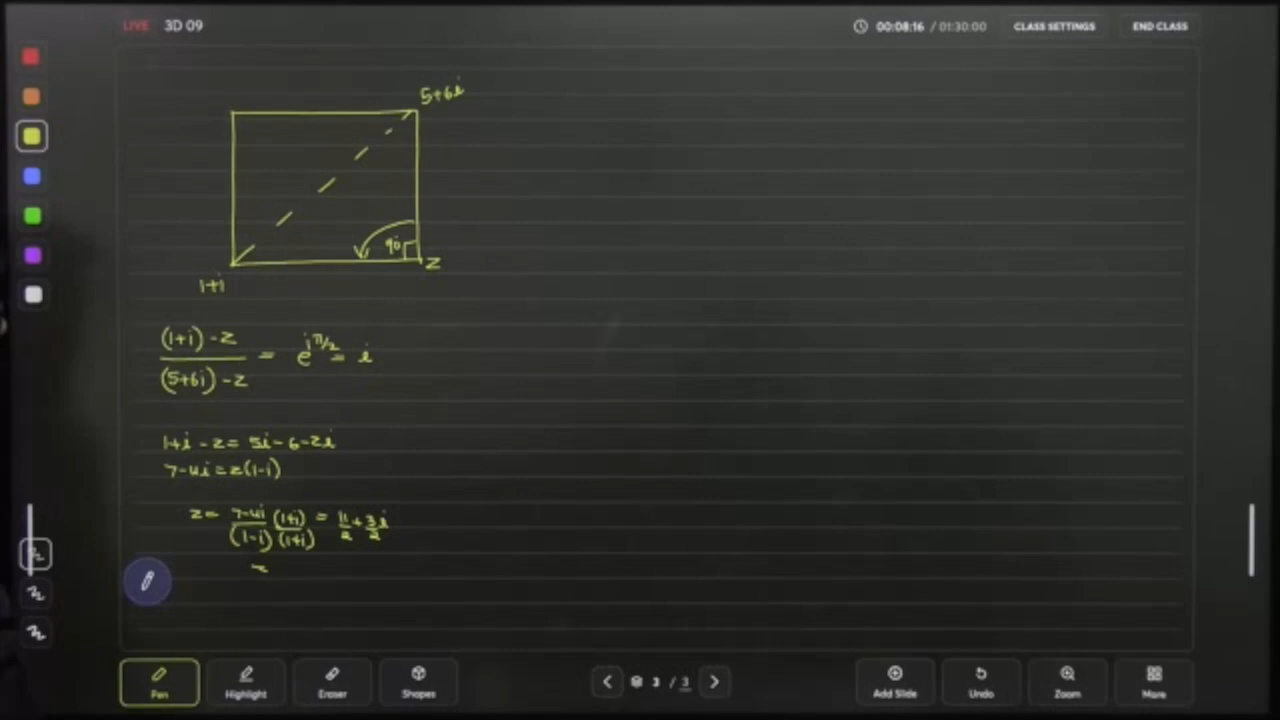 LIVE 3D 09 00:08:16 / 01:30:00 CLASS SETTINGS END CLASS
5+6i
90
z
1+i
(1+i) - z / (5+6i) - z = e^{iπ/2} = i
1+i - z = 5i - 6 - zi
7-4i = z(1-i)
z = 7-4i / (1-i) (1+i) / (1+i) = 11/2 + 3/2 i
=
Pen Highlight Eraser Shapes 3 / 3 Add Slide Undo Zoom More